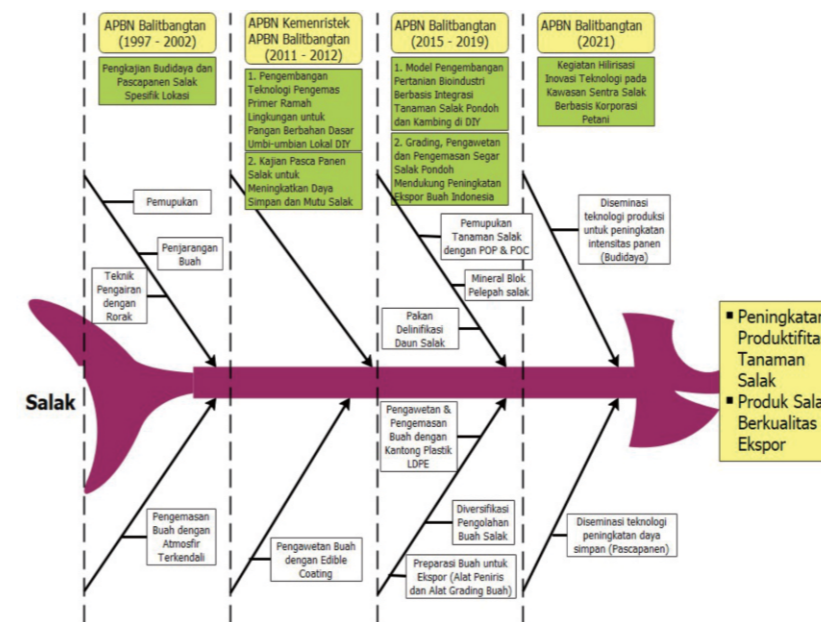 APBN Balitbangtan
(1997 - 2002)
Pengkajian Budidaya dan
Pascapanen Salak
Spesifik Lokasi
APBN Kemenristek
APBN Balitbangtan
(2011 - 2012)
1. Pengembangan
Teknologi Pengemas
Primer Ramah
Lingkungan untuk
Pangan Berbahan Dasar
Umbi-umbian Lokal DIY
2. Kajian Pasca Panen
Salak untuk
Meningkatkan Daya
Simpan dan Mutu Salak
APBN Balitbangtan
(2015 - 2019)
1. Model Pengembangan
Pertanian Bioindustri
Berbasis Integrasi
Tanaman Salak Pondoh
dan Kambing di DIY
2. Grading, Pengawetan
dan Pengemasan Segar
Salak Pondoh
Mendukung Peningkatan
Ekspor Buah Indonesia
APBN Balitbangtan
(2021)
Kegiatan Hilirisasi
Inovasi Teknologi pada
Kawasan Sentra Salak
Berbasis Korporasi
Petani
Pemupukan
Penjarangan
Buah
Teknik
Pengairan
dengan
Rorak
Pemupukan
Tanaman Salak
dengan POP & POC
Mineral Blok
Pelepah salak
Pakan
Delinifikasi
Daun Salak
Diseminasi
teknologi produksi
untuk peningkatan
intensitas panen
(Budidaya)
Salak
▪ Peningkatan
Produktifita
Tanaman
Salak
▪ Produk Sala
Berkualitas
Ekspor
Pengemasan
Buah dengan
Atmosfir
Terkendali
Pengawetan Buah
dengan Edible
Coating
Pengawetan &
Pengemasan
Buah dengan
Kantong Plastik
LDPE
Diversifikasi
Pengolahan
Buah Salak
Preparasi Buah untuk
Ekspor (Alat Peniris
dan Alat Grading Buah)
Diseminasi teknologi
peningkatan daya
simpan (Pascapanen)